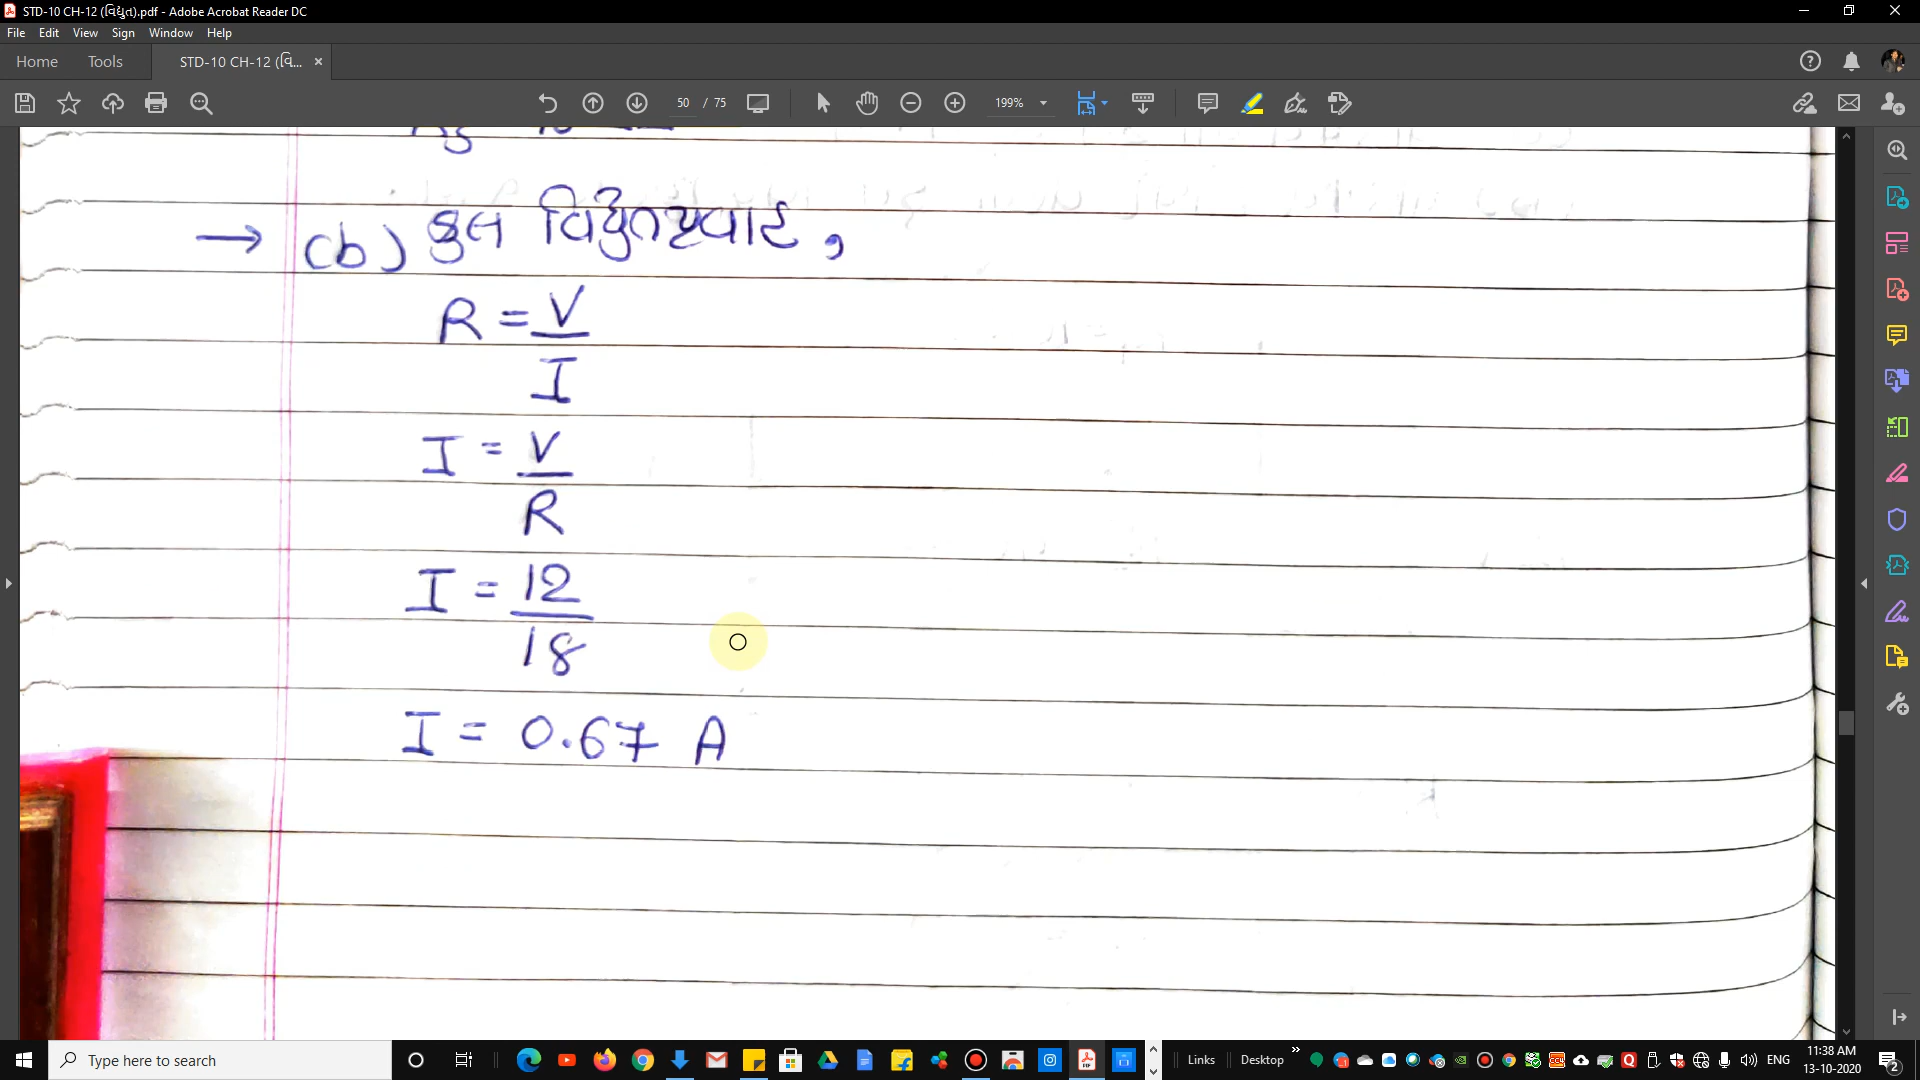 STD-10 CH-12 (વિદ્યુત).pdf - Adobe Acrobat Reader DC
File Edit View Sign Window Help
Home Tools STD-10 CH-12 (વિ... ×
50 / 75 199%
→ (b) કુલ વિદ્યુતપ્રવાહ ,
R = V
I
I = V
R
I = 12
18
I = 0.67 A
Type here to search Links Desktop ENG 11:38 AM
13-10-2020 2